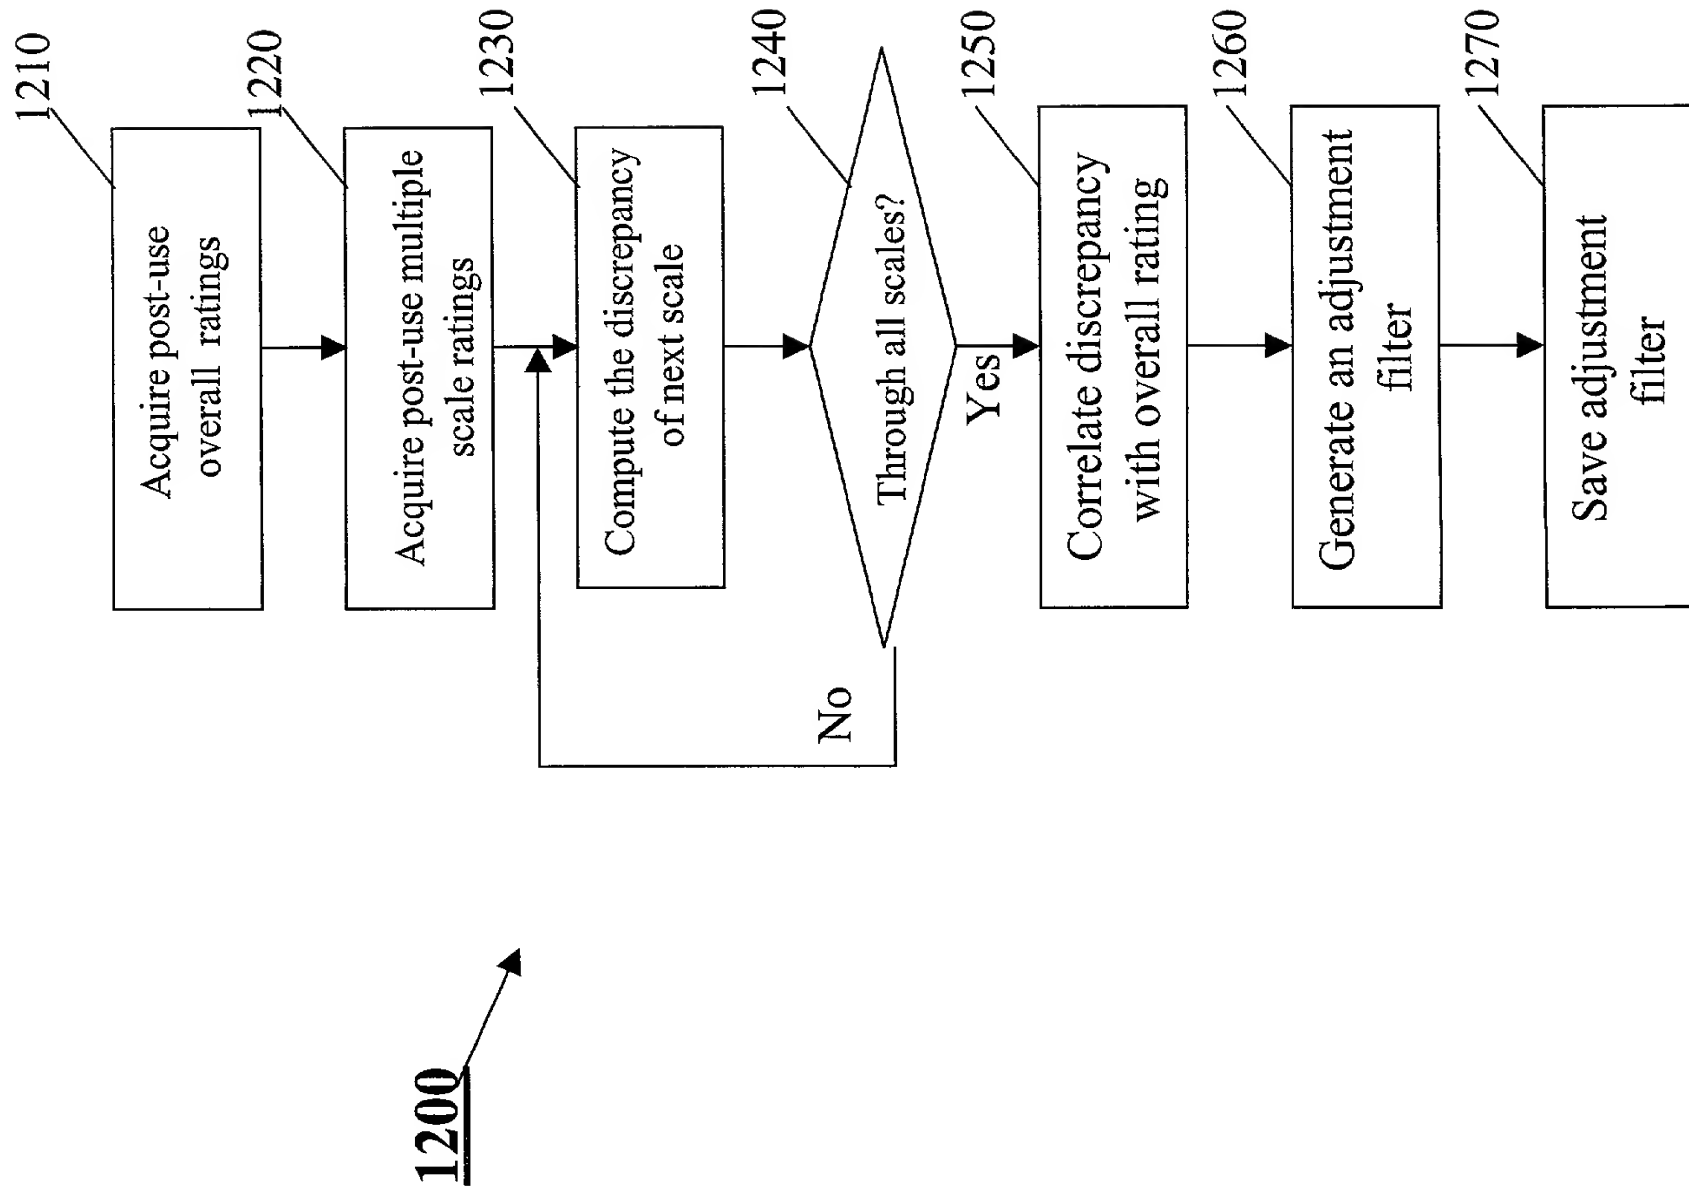 1210
Acquire post-use
overall ratings
1220
Acquire post-use multiple
scale ratings
1230
Compute the discrepancy
of next scale
1240
Through all scales?
No
Yes
1250
Correlate discrepancy
with overall rating
1260
Generate an adjustment
filter
1270
Save adjustment
filter
1200